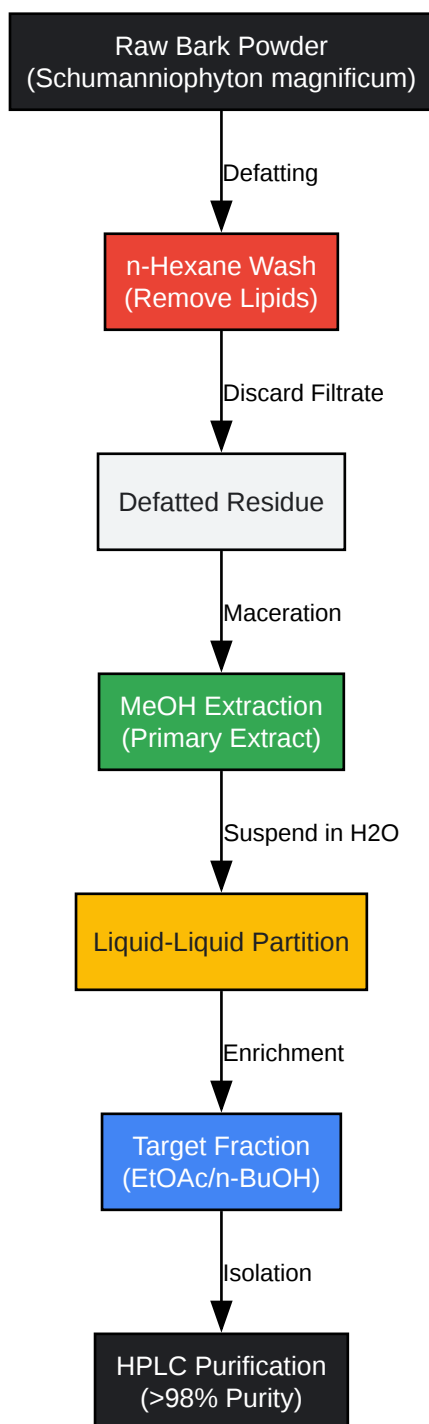 Raw Bark Powder
(Schumanniophyton magnificum)
Defatting
n-Hexane Wash
(Remove Lipids)
Discard Filtrate
Defatted Residue
Maceration
MeOH Extraction
(Primary Extract)
Suspend in H2O
Liquid-Liquid Partition
Enrichment
Target Fraction
(EtOAc/n-BuOH)
Isolation
HPLC Purification
(>98% Purity)